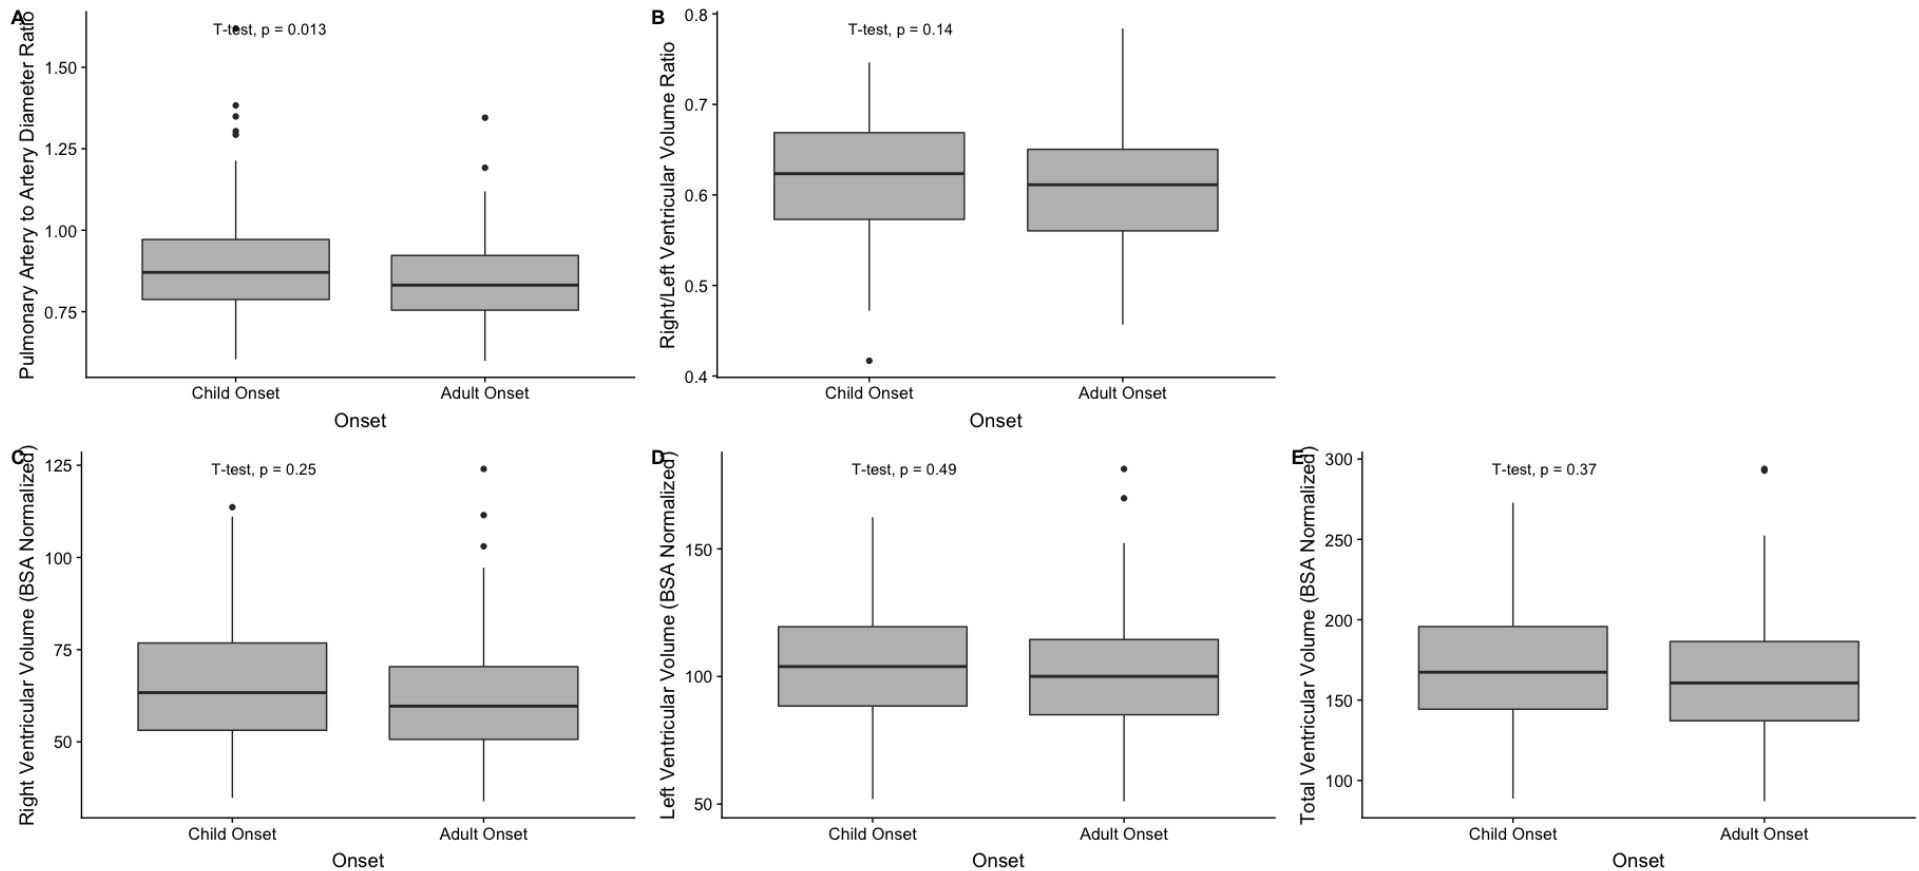 A
T-test, p = 0.013
Pulmonary Artery to Artery Diameter Ratio
1.50
1.25
1.00
0.75
Child Onset
Adult Onset
Onset
B
T-test, p = 0.14
Right/Left Ventricular Volume Ratio
0.8
0.7
0.6
0.5
0.4
Child Onset
Adult Onset
Onset
C
T-test, p = 0.25
Right Ventricular Volume (BSA Normalized)
125
100
75
50
Child Onset
Adult Onset
Onset
D
T-test, p = 0.49
Left Ventricular Volume (BSA Normalized)
150
100
50
Child Onset
Adult Onset
Onset
E
T-test, p = 0.37
Total Ventricular Volume (BSA Normalized)
300
250
200
150
100
Child Onset
Adult Onset
Onset